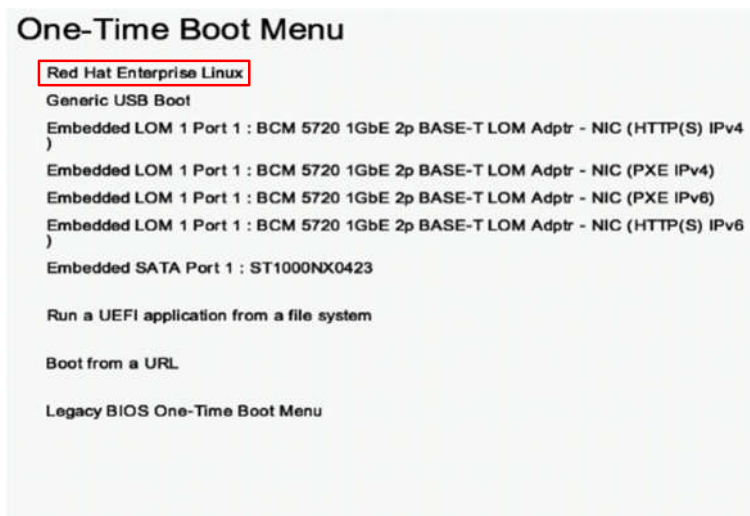 One-Time Boot Menu
Red Hat Enterprise Linux
Generic USB Boot
Embedded LOM 1 Port 1 : BCM 5720 1GbE 2p BASE-T LOM Adptr - NIC (HTTP(S) IPv4
)
Embedded LOM 1 Port 1 : BCM 5720 1GbE 2p BASE-T LOM Adptr - NIC (PXE IPv4)
Embedded LOM 1 Port 1 : BCM 5720 1GbE 2p BASE-T LOM Adptr - NIC (PXE IPv6)
Embedded LOM 1 Port 1 : BCM 5720 1GbE 2p BASE-T LOM Adptr - NIC (HTTP(S) IPv6
)
Embedded SATA Port 1 : ST1000NX0423
Run a UEFI application from a file system
Boot from a URL
Legacy BIOS One-Time Boot Menu